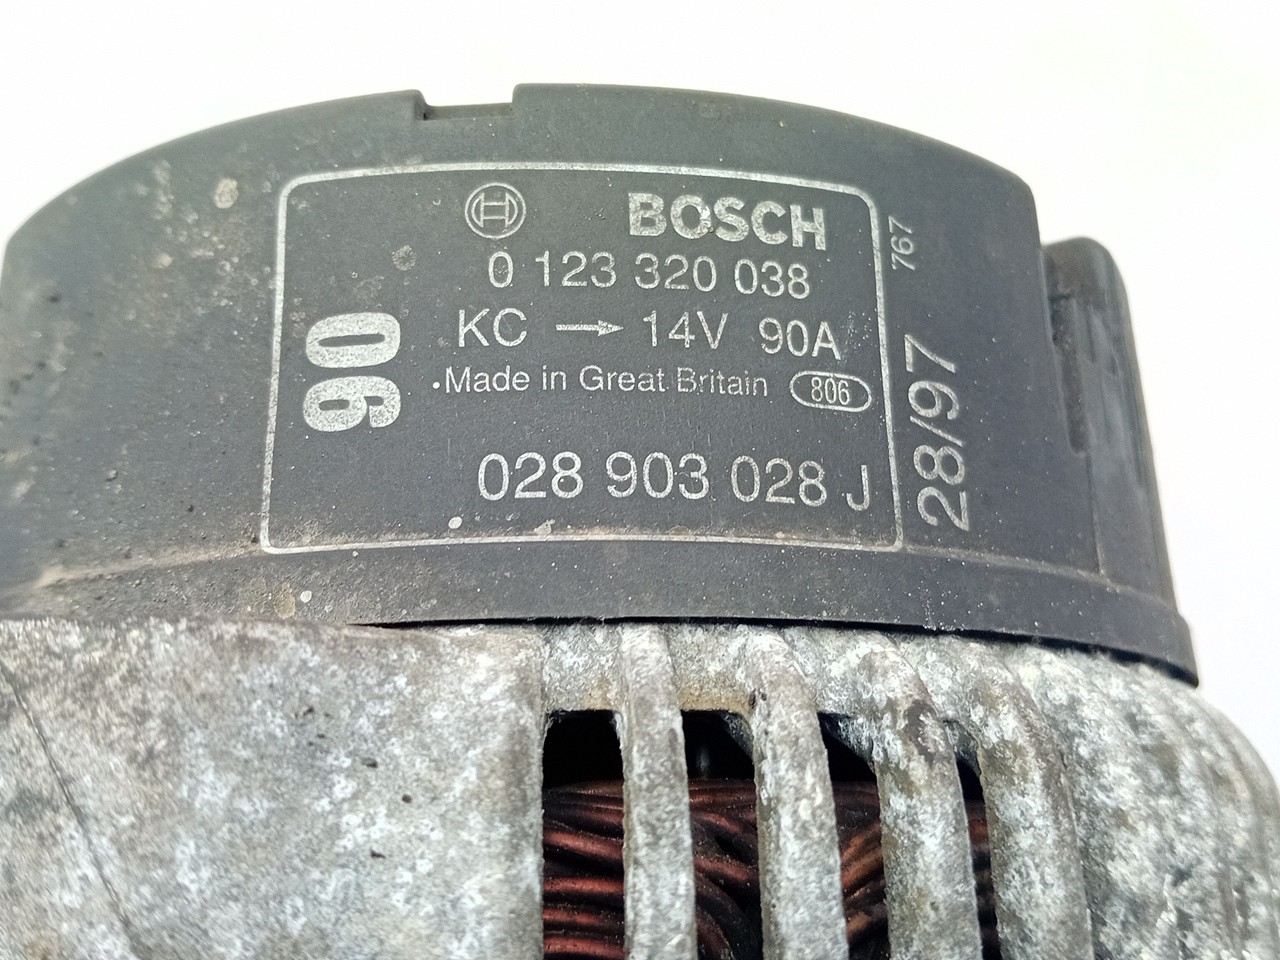 BOSCH
0 123 320 038
KC → 14V 90A
Made in Great Britain 806
028 903 028 J
90
767
28/97